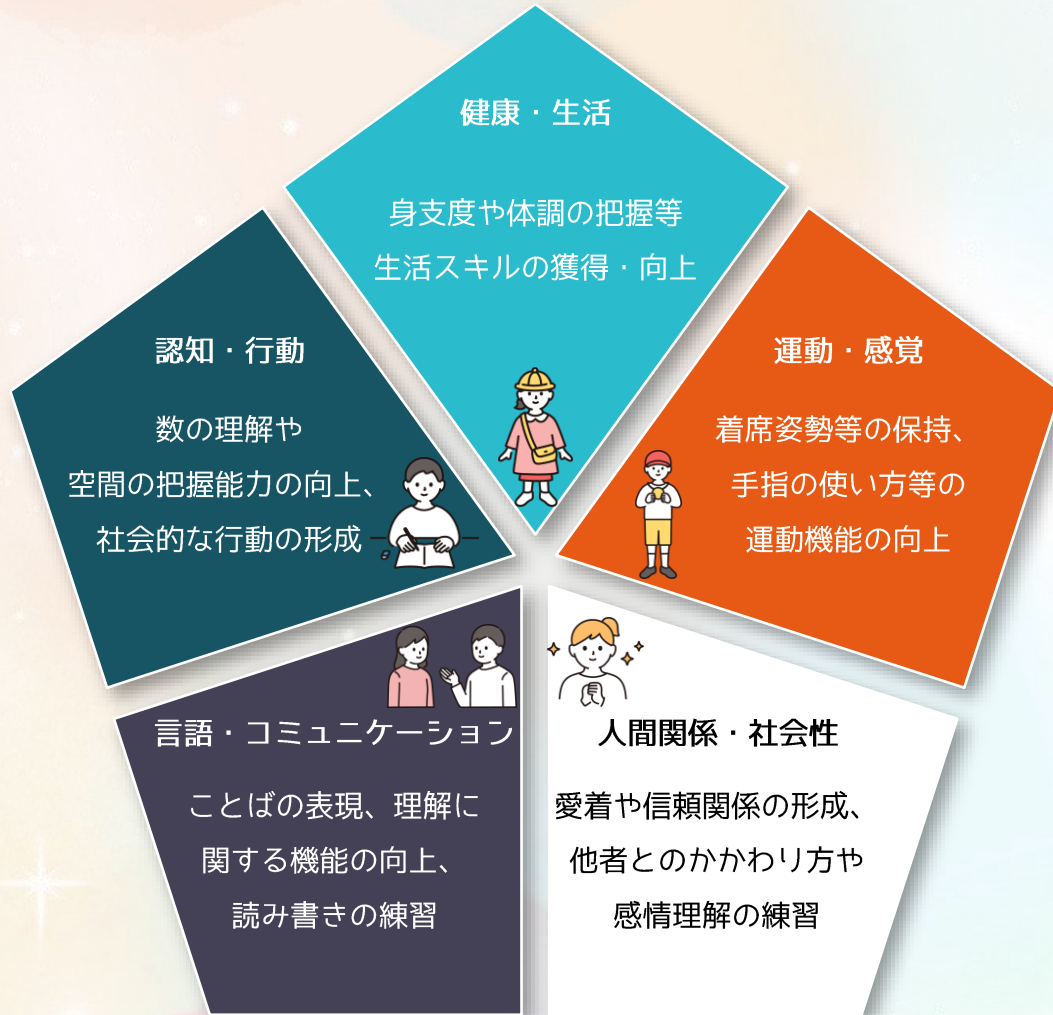 健康・生活
身支度や体調の把握等
生活スキルの獲得・向上
認知・行動
数の理解や
空間の把握能力の向上、
社会的な行動の形成
運動・感覚
着席姿勢等の保持、
手指の使い方等の
運動機能の向上
言語・コミュニケーション
ことばの表現、理解に
関する機能の向上、
読み書きの練習
人間関係・社会性
愛着や信頼関係の形成、
他者とのかかわり方や
感情理解の練習